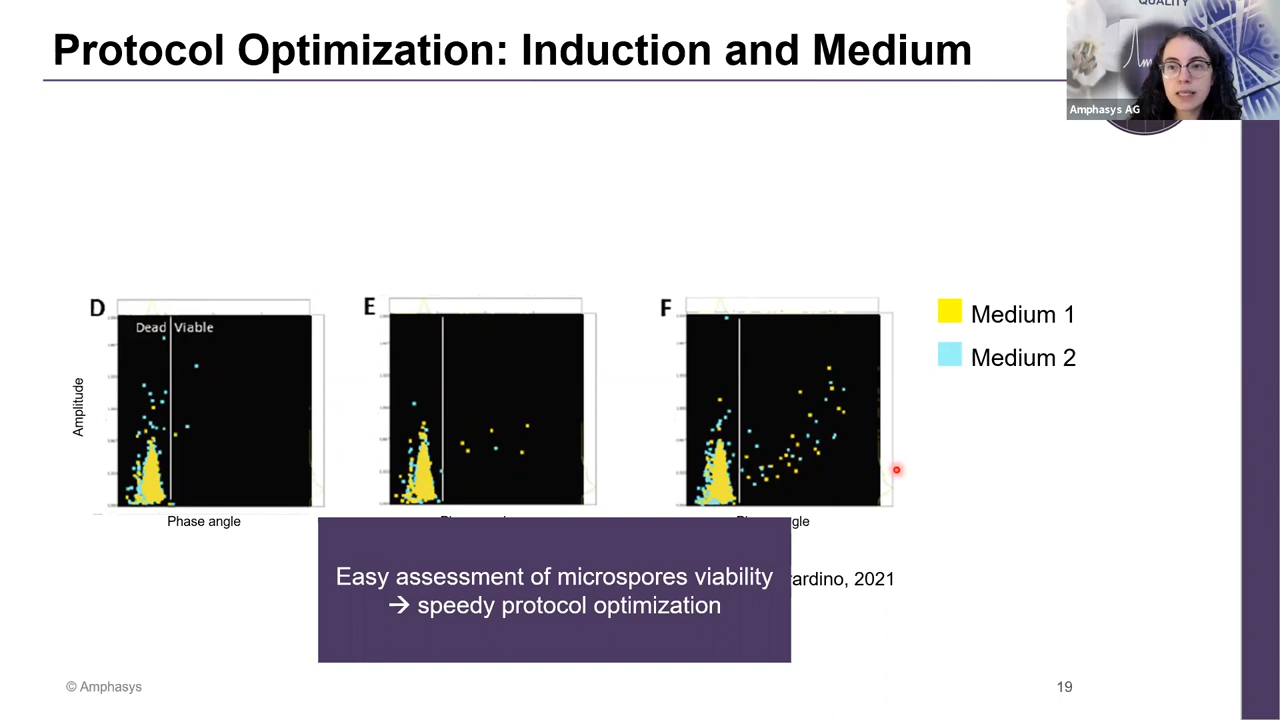 Protocol Optimization: Induction and Medium
QUALITY
Amphasys AG
D
E
F
Dead
Viable
Medium 1
Medium 2
Amplitude
Phase angle
Easy assessment of microspores viability
→ speedy protocol optimization
2021
© Amphasys
19